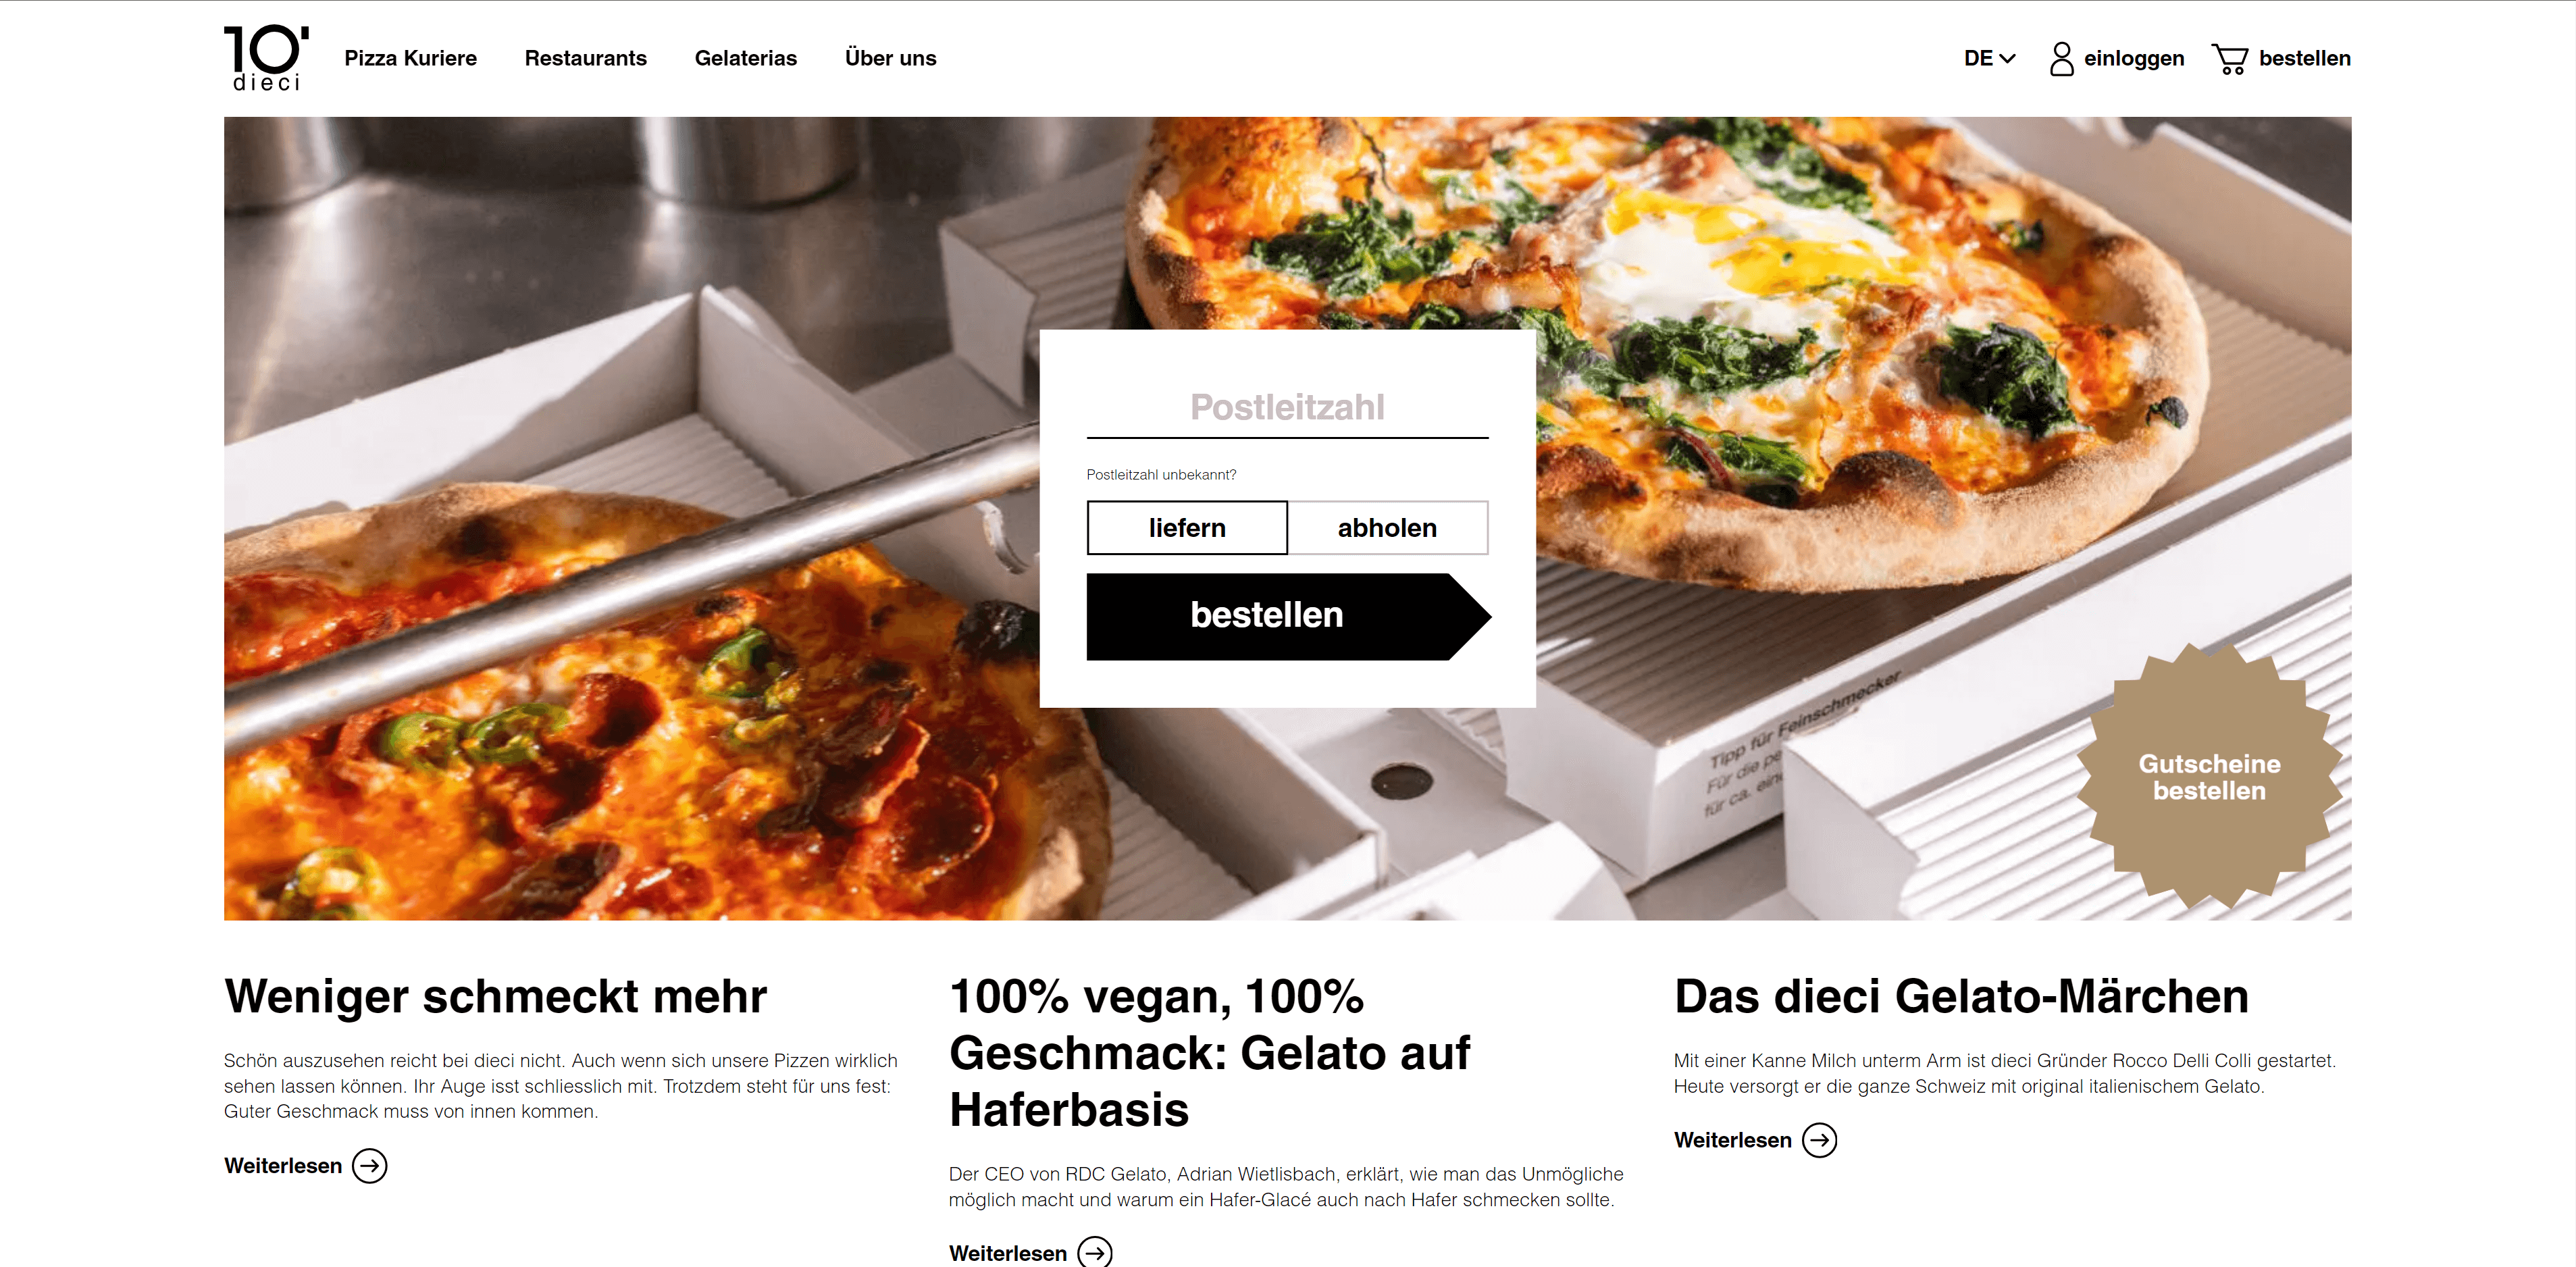 10'
dieci
Pizza Kuriere
Restaurants
Gelaterias
Über uns
DE
einloggen
bestellen
Postleitzahl
Postleitzahl unbekannt?
liefern
abholen
bestellen
Tipp für Feinschmecker
Für die
für ca.
Gutscheine
bestellen
Weniger schmeckt mehr
Schön auszusehen reicht bei dieci nicht. Auch wenn sich unsere Pizzen wirklich
sehen lassen können. Ihr Auge isst schliesslich mit. Trotzdem steht für uns fest:
Guter Geschmack muss von innen kommen.
Weiterlesen
100% vegan, 100%
Geschmack: Gelato auf
Haferbasis
Der CEO von RDC Gelato, Adrian Wietlisbach, erklärt, wie man das Unmögliche
möglich macht und warum ein Hafer-Glacé auch nach Hafer schmecken sollte.
Weiterlesen
Das dieci Gelato-Märchen
Mit einer Kanne Milch unterm Arm ist dieci Gründer Rocco Delli Colli gestartet.
Heute versorgt er die ganze Schweiz mit original italienischem Gelato.
Weiterlesen